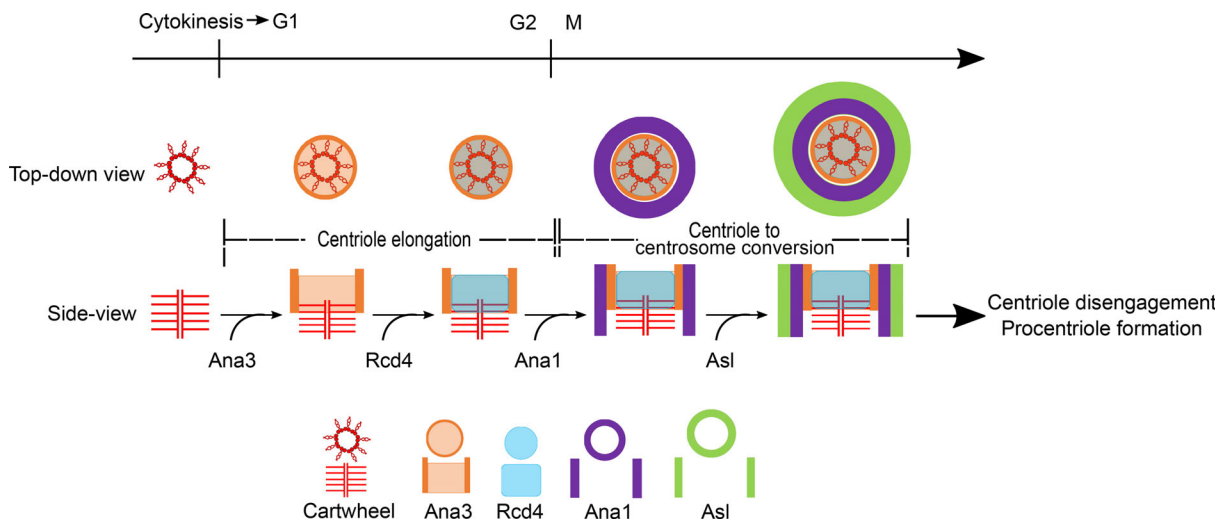 Cytokinesis → G1
G2 M
Top-down view
Centriole elongation
Centriole to
centrosome conversion
Side-view
Centriole disengagement
Procentriole formation
Ana3
Rcd4
Ana1
Asl
Cartwheel
Ana3
Rcd4
Ana1
Asl